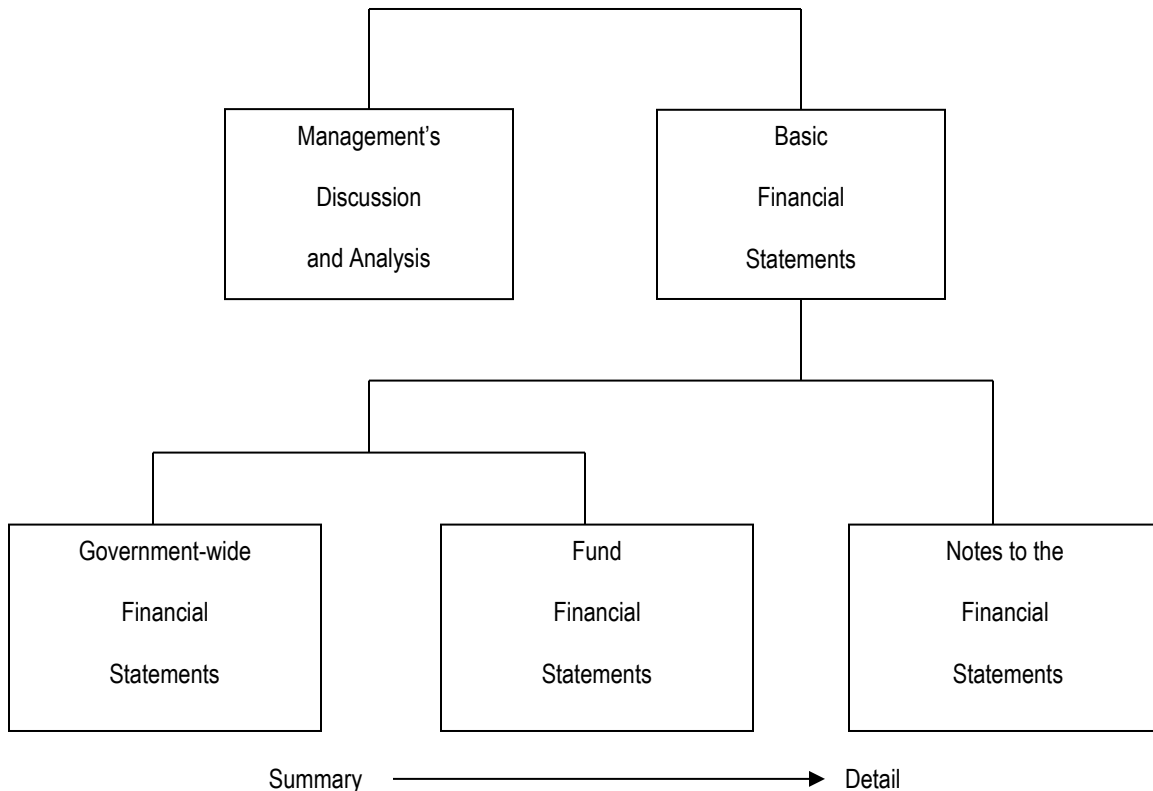 Management’s
Discussion
and Analysis
Basic
Financial
Statements
Government-wide
Financial
Statements
Fund
Financial
Statements
Notes to the
Financial
Statements
Summary
Detail